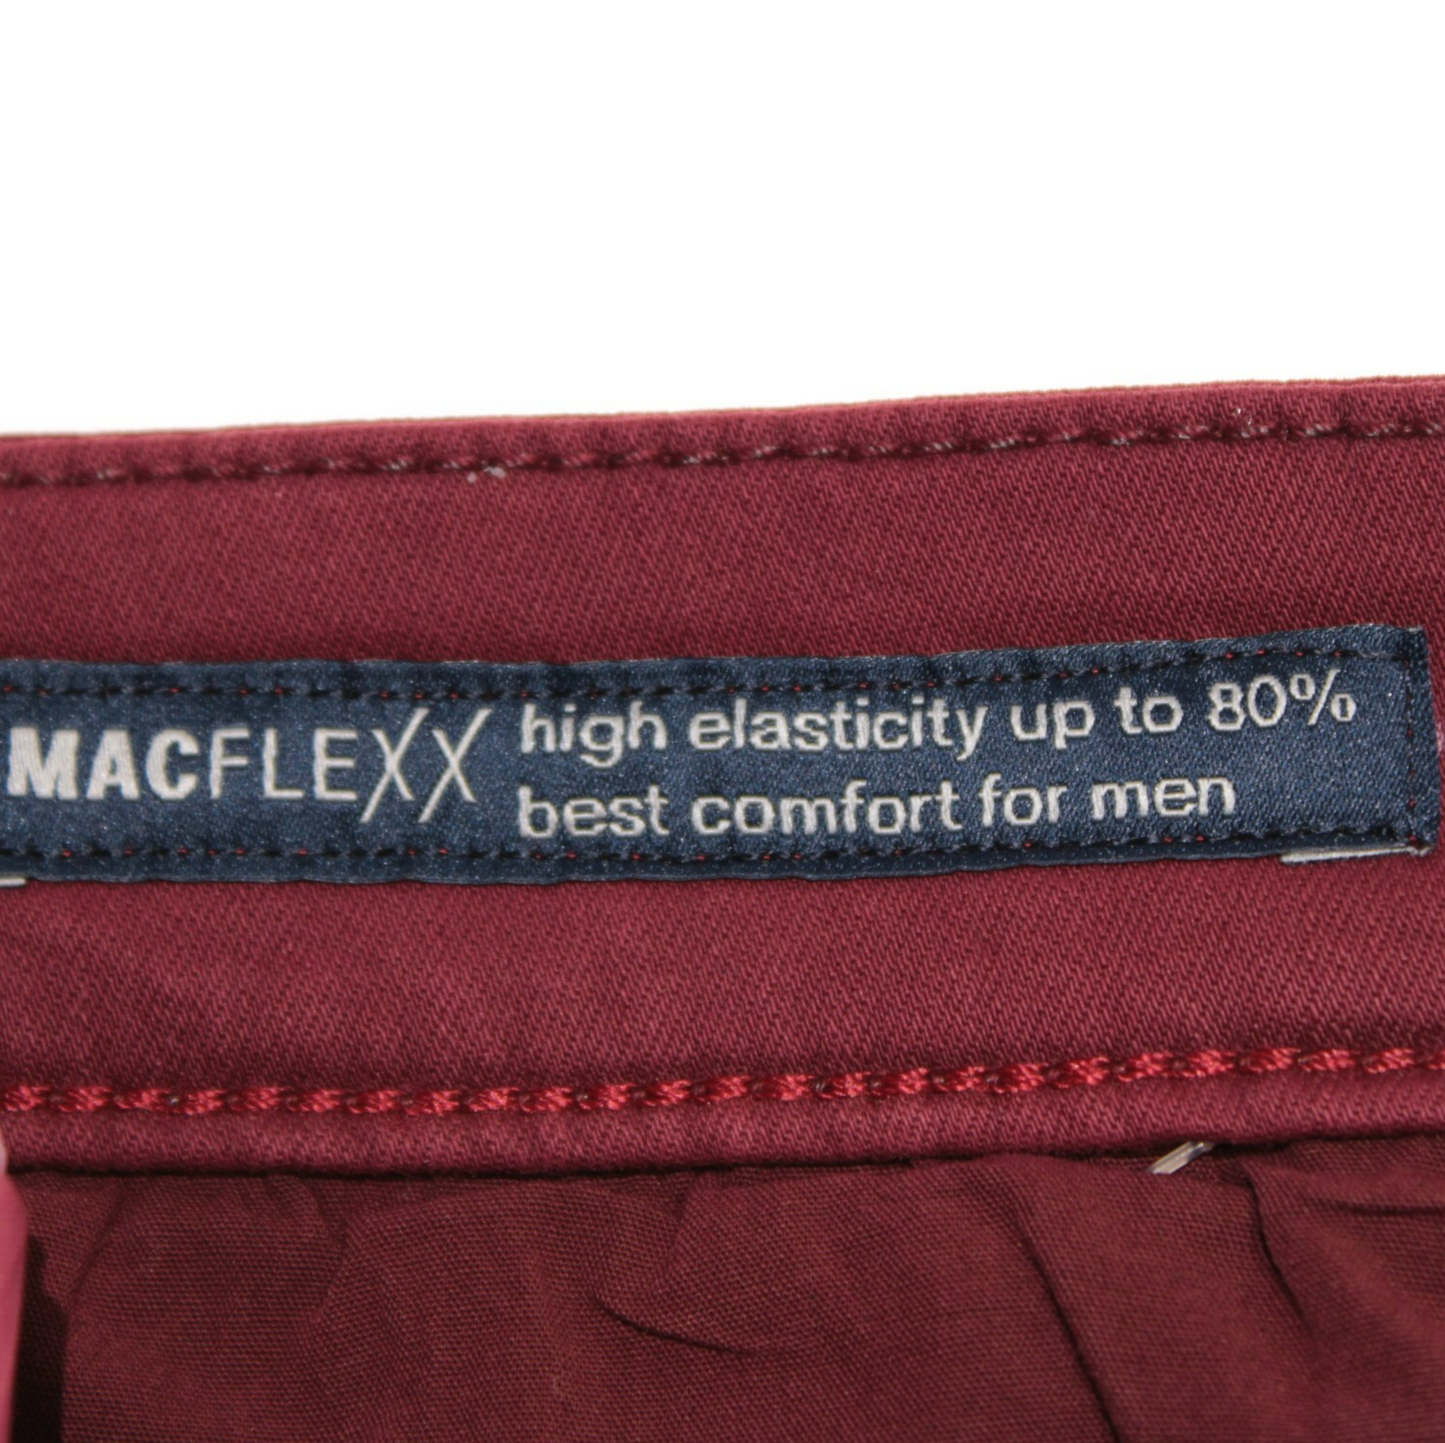 MACFLEXX
high elasticity up to 80%
best comfort for men